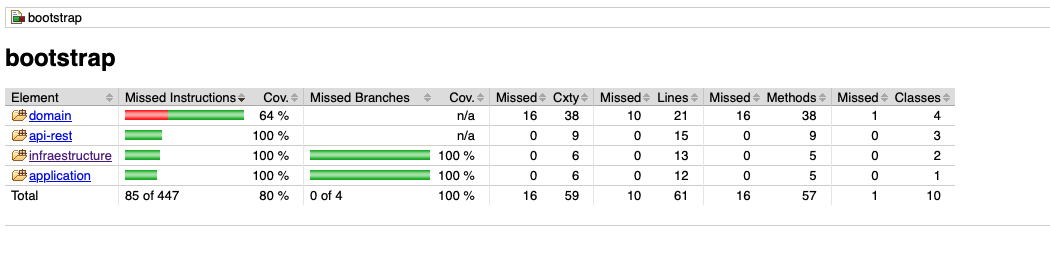 bootstrap
bootstrap
Element Missed Instructions Cov. Missed Branches Cov. Missed Cxty Missed Lines Missed Methods Missed Classes
domain 64 % n/a 16 38 10 21 16 38 1 4
api-rest 100 % n/a 0 9 0 15 0 9 0 3
infraestructure 100 % 100 % 0 6 0 13 0 5 0 2
application 100 % 100 % 0 6 0 12 0 5 0 1
Total 85 of 447 80 % 0 of 4 100 % 16 59 10 61 16 57 1 10